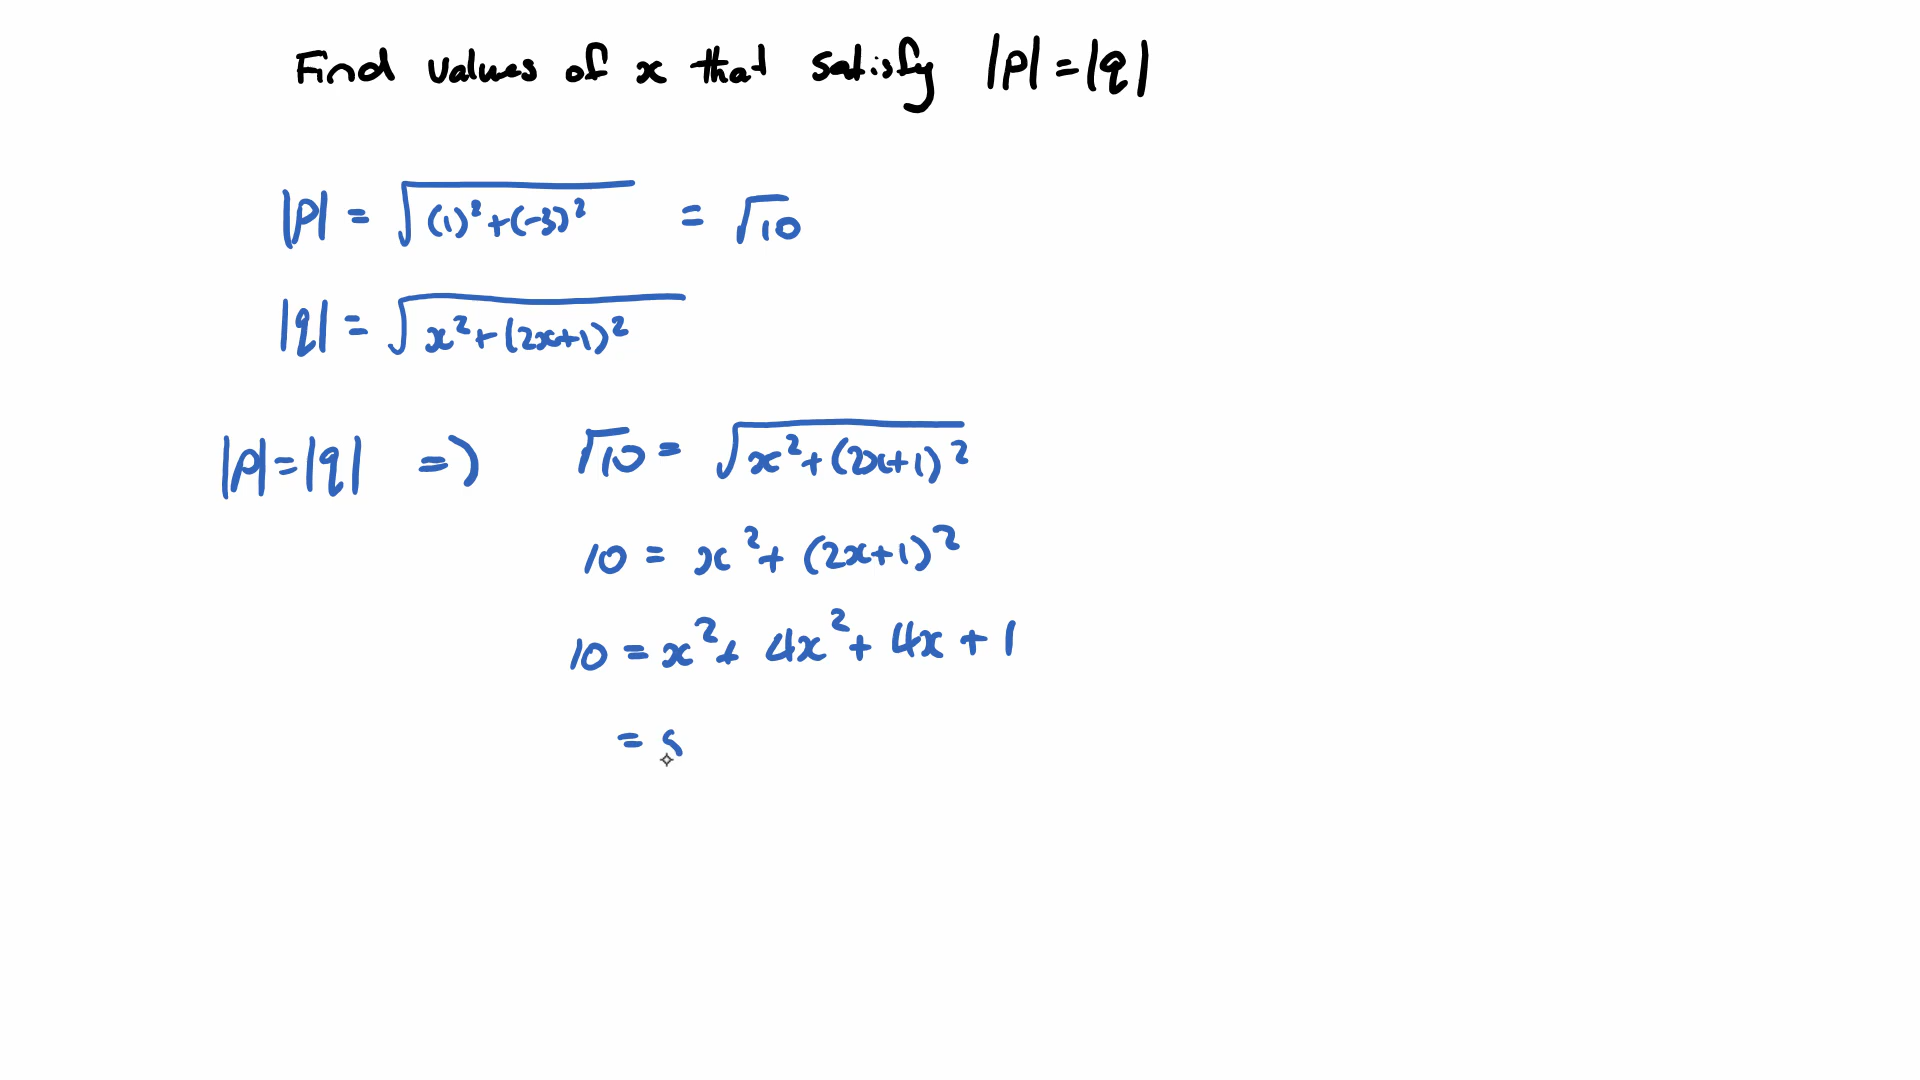 Find values of x that satisfy |p| = |q|
|p| = √((1)² + (-3)²) = √10
|q| = √(x² + (2x+1)²)
|p| = |q| => √10 = √(x² + (2x+1)²)
10 = x² + (2x+1)²
10 = x² + 4x² + 4x + 1
=